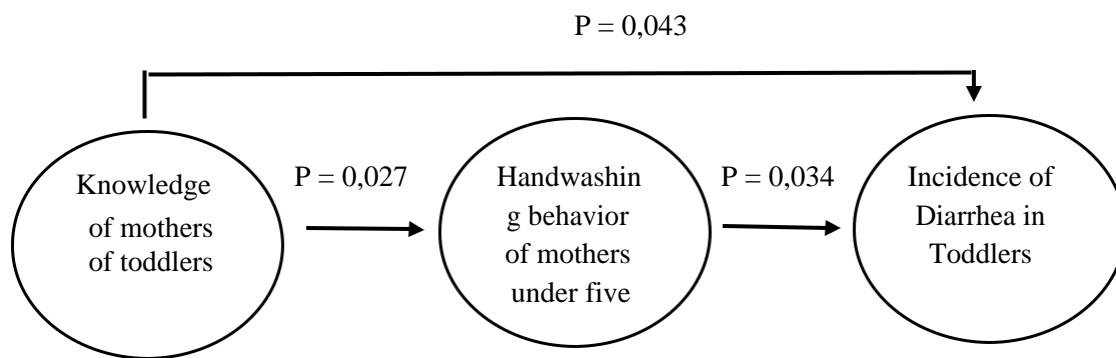 P = 0,043
Knowledge
of mothers
of toddlers
P = 0,027
Handwashin
g behavior
of mothers
under five
P = 0,034
Incidence of
Diarrhea in
Toddlers